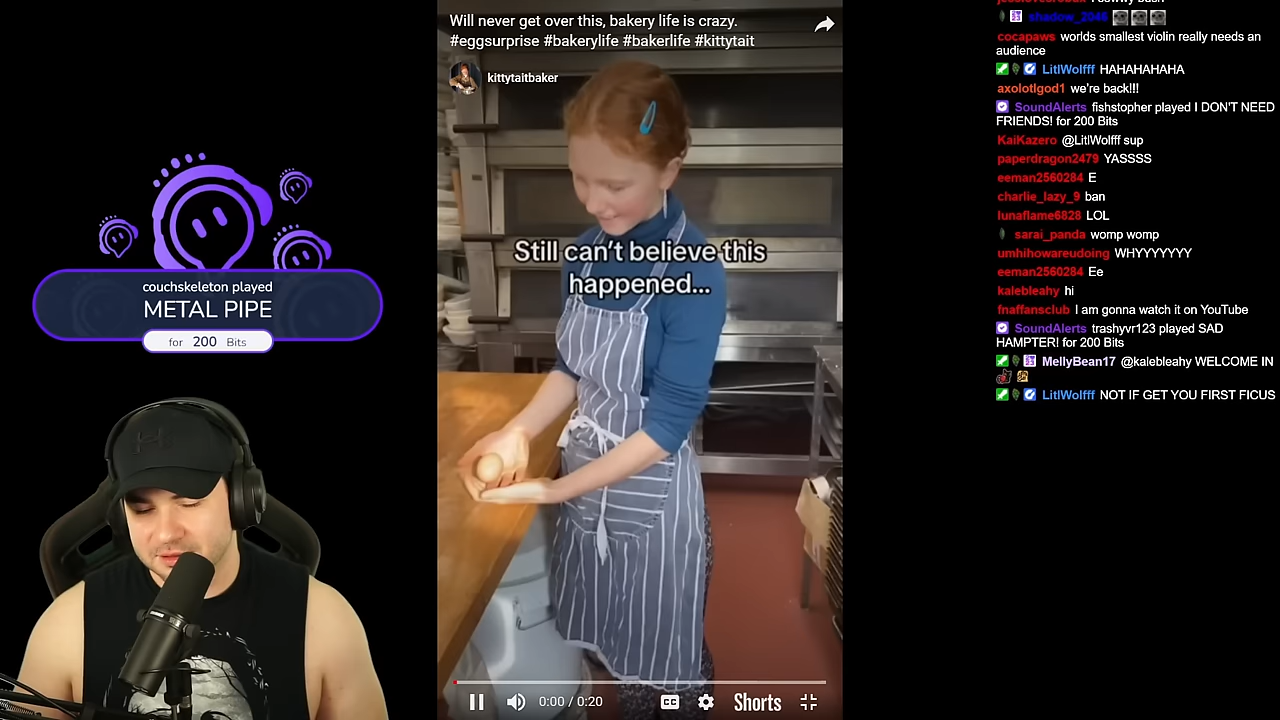 Will never get over this, bakery life is crazy.
#eggsurprise #bakerylife #bakerlife #kittytait
kittytaitbaker
Still can't believe this
happened...
0:00 / 0:20
CC
Shorts
couchskeleton played
METAL PIPE
for 200 Bits
shadow_2046
cocapaws worlds smallest violin really needs an
audience
LitlWolfff HAHAHAHAHA
axolotlgod1 we're back!!!
SoundAlerts fishstopher played I DON'T NEED
FRIENDS! for 200 Bits
KaiKazero @LitlWolfff sup
paperdragon2479 YASSSS
eeman2560284 E
charlie_lazy_9 ban
lunaflame6828 LOL
sarai_panda womp womp
umhihowareudoing WHYYYYYYY
eeman2560284 Ee
kalebleahy hi
fnaffansclub I am gonna watch it on YouTube
SoundAlerts trashyvr123 played SAD
HAMPTER! for 200 Bits
MellyBean17 @kalebleahy WELCOME IN
LitlWolfff NOT IF GET YOU FIRST FICUS